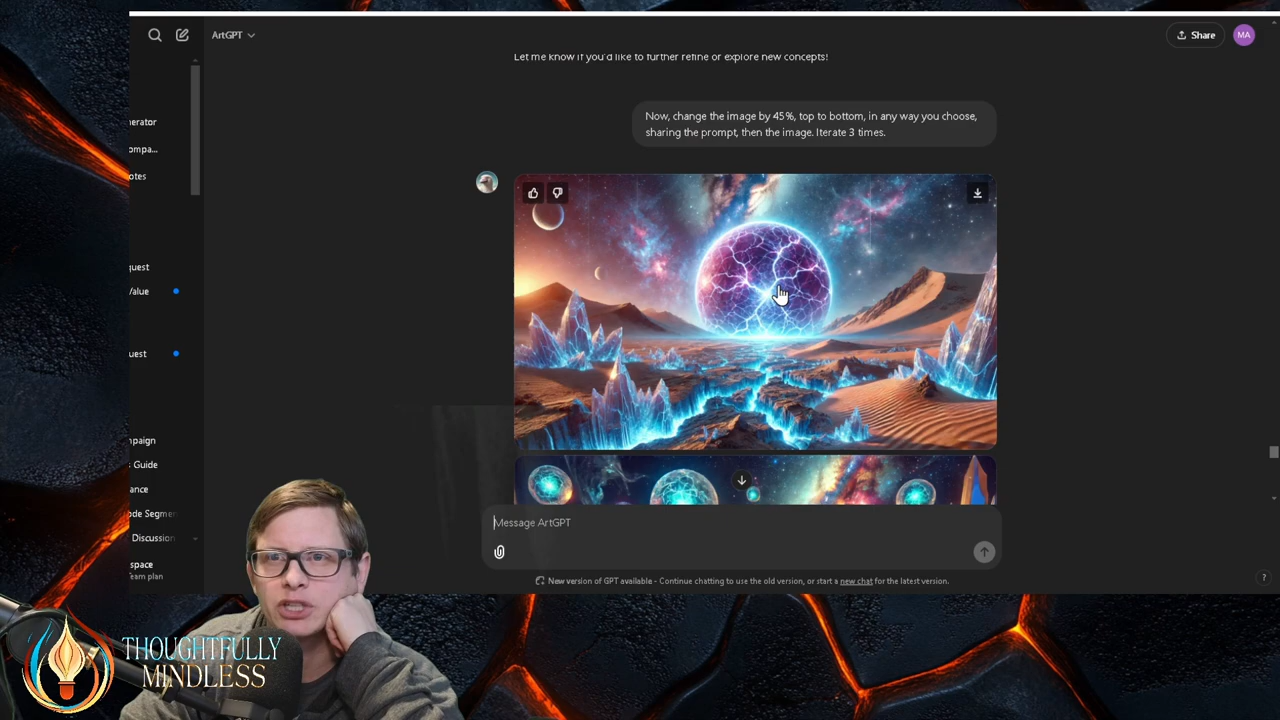 ArtGPT
Share
MA
Let me know if you'd like to further refine or explore new concepts!
Now, change the image by 45%, top to bottom, in any way you choose,
sharing the prompt, then the image. Iterate 3 times.
nerator
ompa...
otes
quest
Value
uest
npaign
s Guide
ance
ode Segmen
Discussion
space
Team plan
Message ArtGPT
New version of GPT available - Continue chatting to use the old version, or start a new chat for the latest version.
?
THOUGHTFULLY
MINDLESS